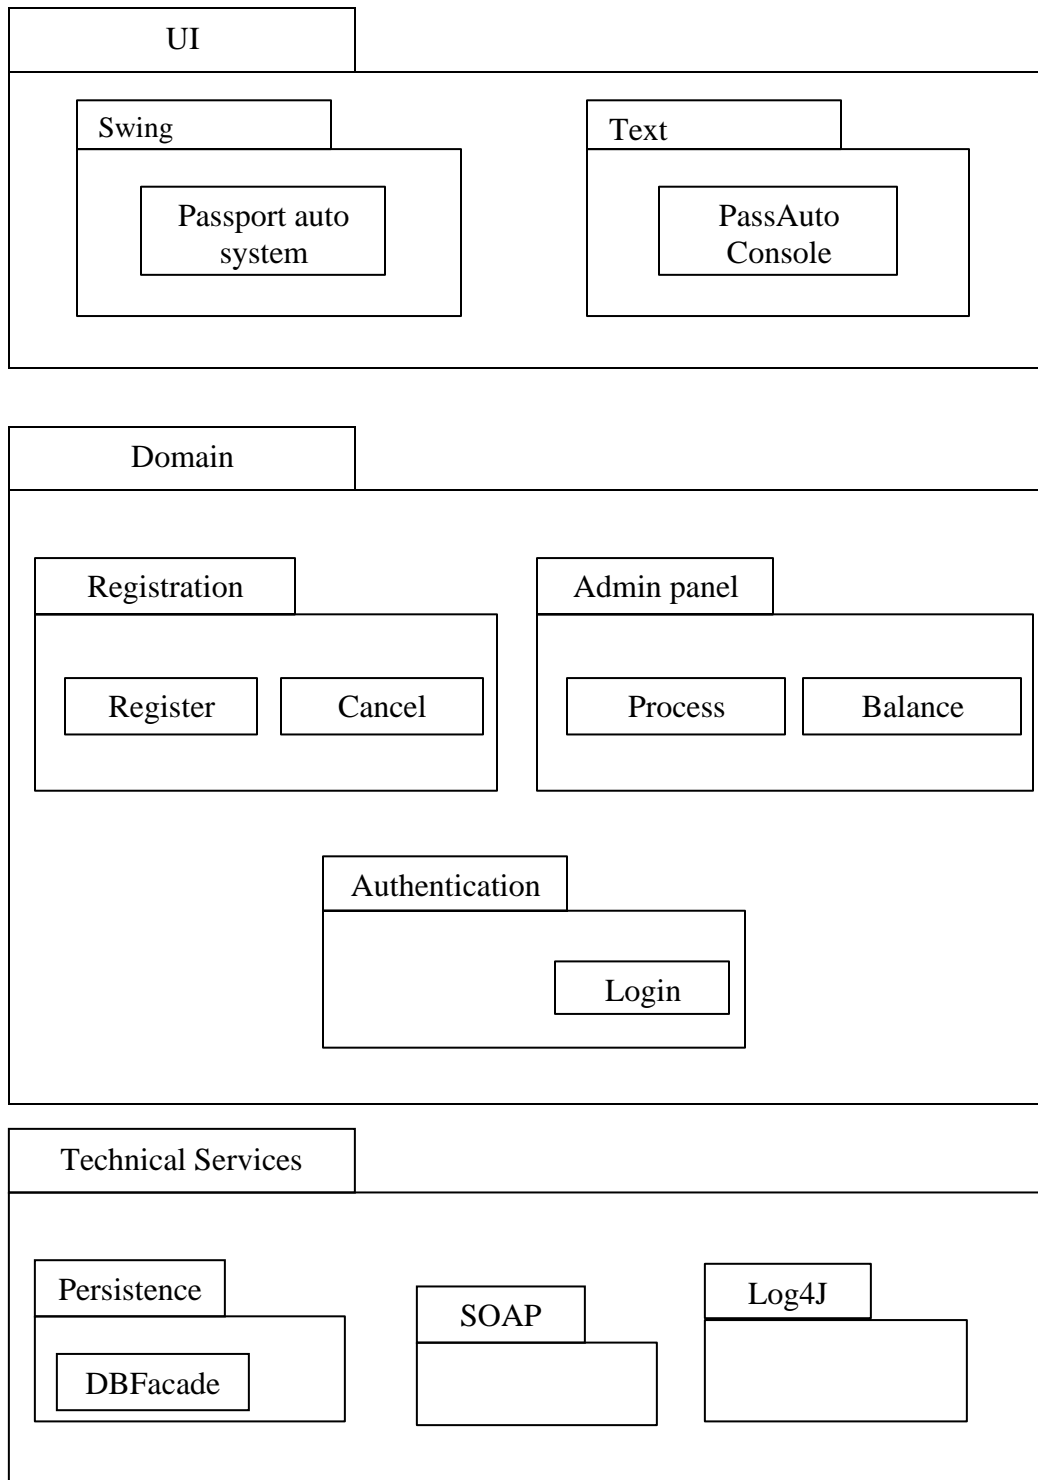 UI
Swing
Text
Passport auto
system
PassAuto
Console
Domain
Registration
Admin panel
Register
Cancel
Process
Balance
Authentication
Login
Technical Services
Persistence
SOAP
Log4J
DBFacade